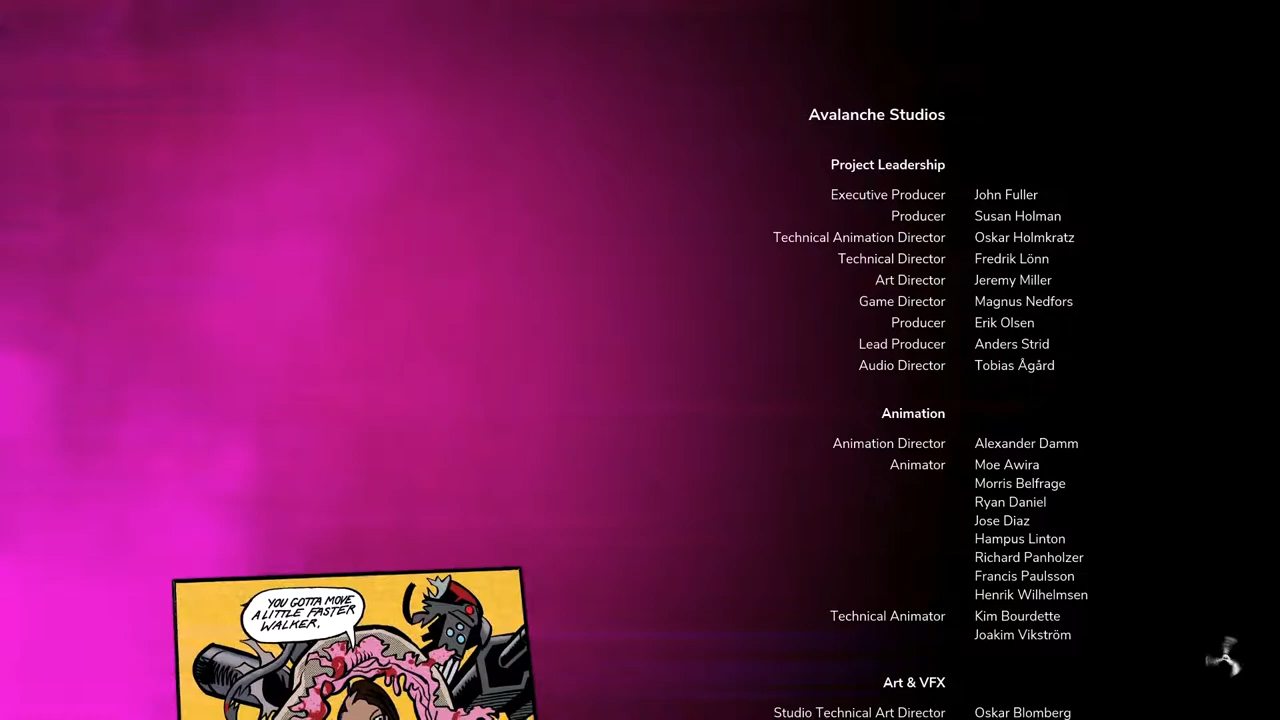 Avalanche Studios
Project Leadership
Executive Producer John Fuller
Producer Susan Holman
Technical Animation Director Oskar Holmkratz
Technical Director Fredrik Lönn
Art Director Jeremy Miller
Game Director Magnus Nedfors
Producer Erik Olsen
Lead Producer Anders Strid
Audio Director Tobias Ågård
Animation
Animation Director Alexander Damm
Animator Moe Awira
Morris Belfrage
Ryan Daniel
Jose Diaz
Hampus Linton
Richard Panholzer
Francis Paulsson
Henrik Wilhelmsen
Technical Animator Kim Bourdette
Joakim Vikström
Art & VFX
Studio Technical Art Director Oskar Blomberg
YOU GOTTA MOVE
A LITTLE FASTER
WALKER.